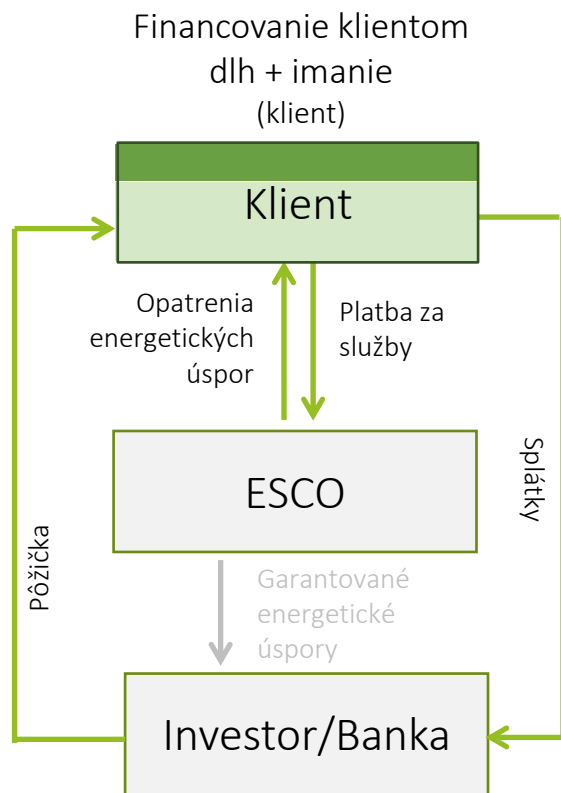 Financovanie klientom
dlh + imanie
(klient)
Klient
Opatrenia
energetických
úspor
Platba za
služby
ESCO
Splátky
Pôžička
Garantované
energetické
úspory
Investor/Banka